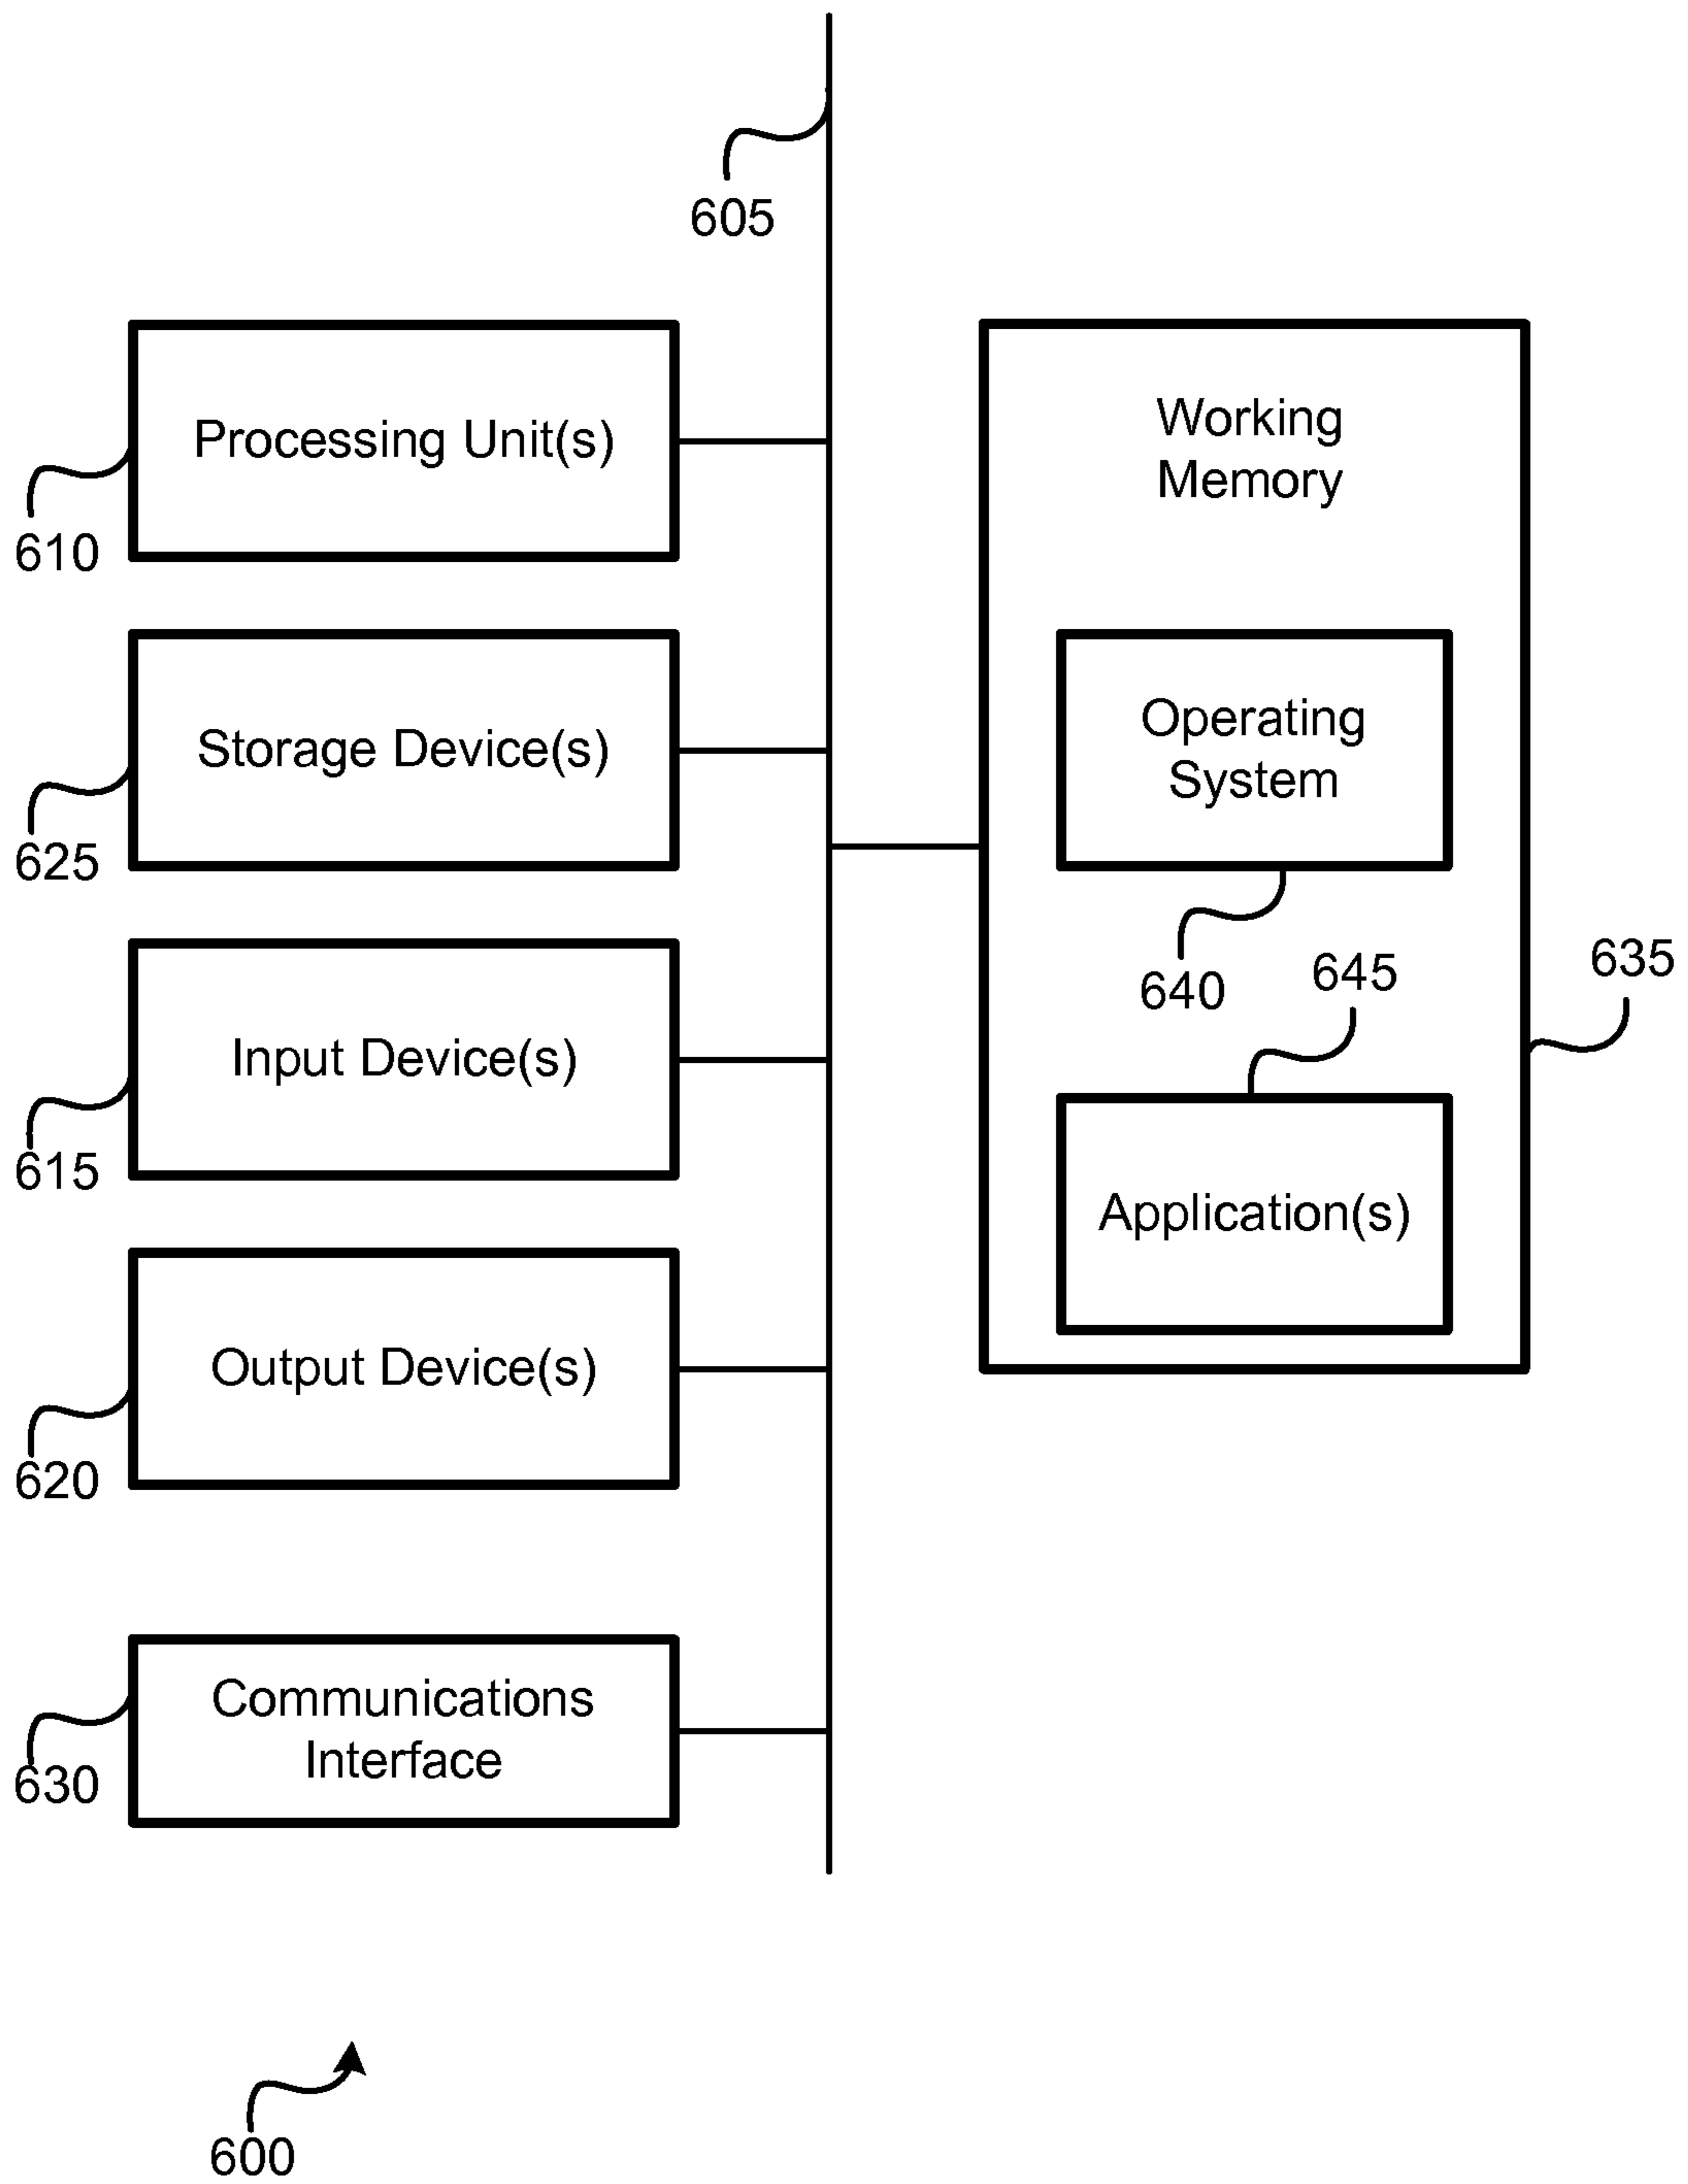 605
Processing Unit(s)
610
Storage Device(s)
625
Input Device(s)
615
Output Device(s)
620
Communications
Interface
630
Working
Memory
Operating
System
640
645
635
Application(s)
600